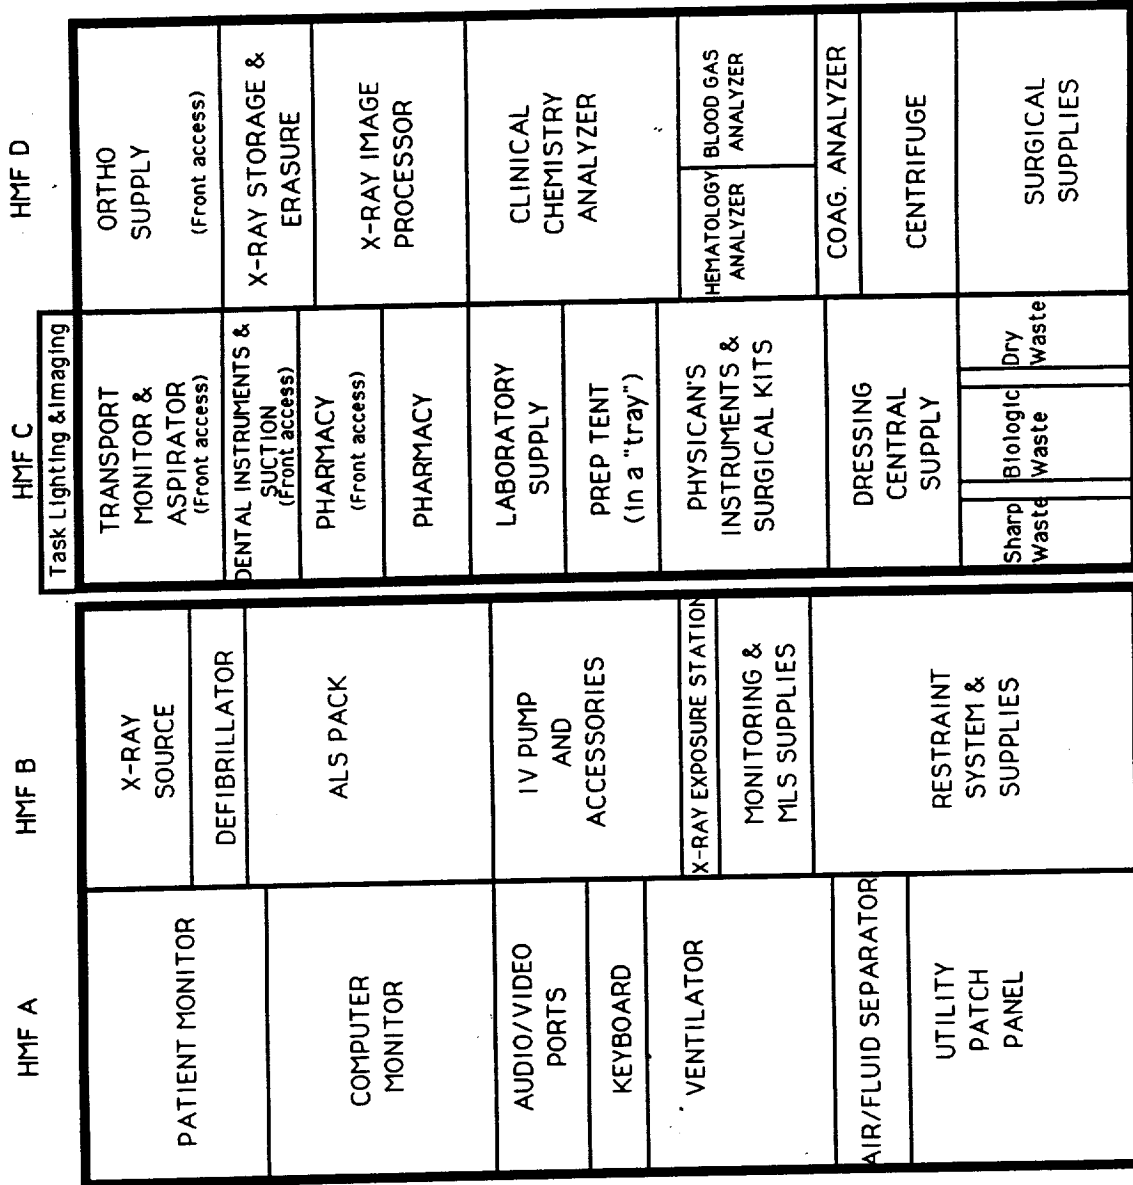 HMF A
PATIENT MONITOR
COMPUTER
MONITOR
AUDIO/VIDEO
PORTS
KEYBOARD
VENTILATOR
AIR/FLUID SEPARATOR
UTILITY
PATCH
PANEL
HMF B
X-RAY
SOURCE
DEFIBRILLATOR
ALS PACK
IV PUMP
AND
ACCESSORIES
X-RAY EXPOSURE STATION
MONITORING &
MLS SUPPLIES
RESTRAINT
SYSTEM &
SUPPLIES
HMF C
Task Lighting & Imaging
TRANSPORT
MONITOR &
ASPIRATOR
(Front access)
DENTAL INSTRUMENTS &
SUCTION
(Front access)
PHARMACY
(Front access)
PHARMACY
LABORATORY
SUPPLY
PREP TENT
(in a "tray")
PHYSICAN'S
INSTRUMENTS &
SURGICAL KITS
DRESSING
CENTRAL
SUPPLY
Sharp
Waste
Biologic
Waste
Dry
Waste
HMF D
ORTHO
SUPPLY
(Front access)
X-RAY STORAGE &
ERASURE
X-RAY IMAGE
PROCESSOR
CLINICAL
CHEMISTRY
ANALYZER
HEMATOLOGY
ANALYZER
BLOOD GAS
ANALYZER
COAG. ANALYZER
CENTRIFUGE
SURGICAL
SUPPLIES